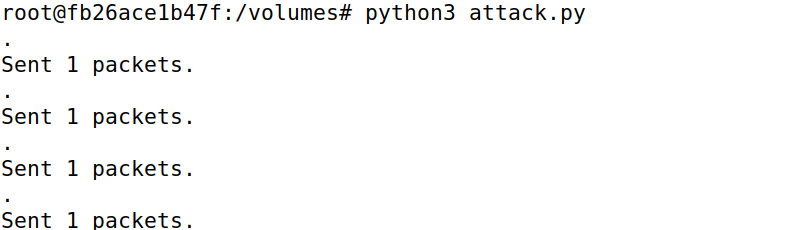 root@fb26ace1b47f:/volumes# python3 attack.py
.
Sent 1 packets.
.
Sent 1 packets.
.
Sent 1 packets.
.
Sent 1 packets.